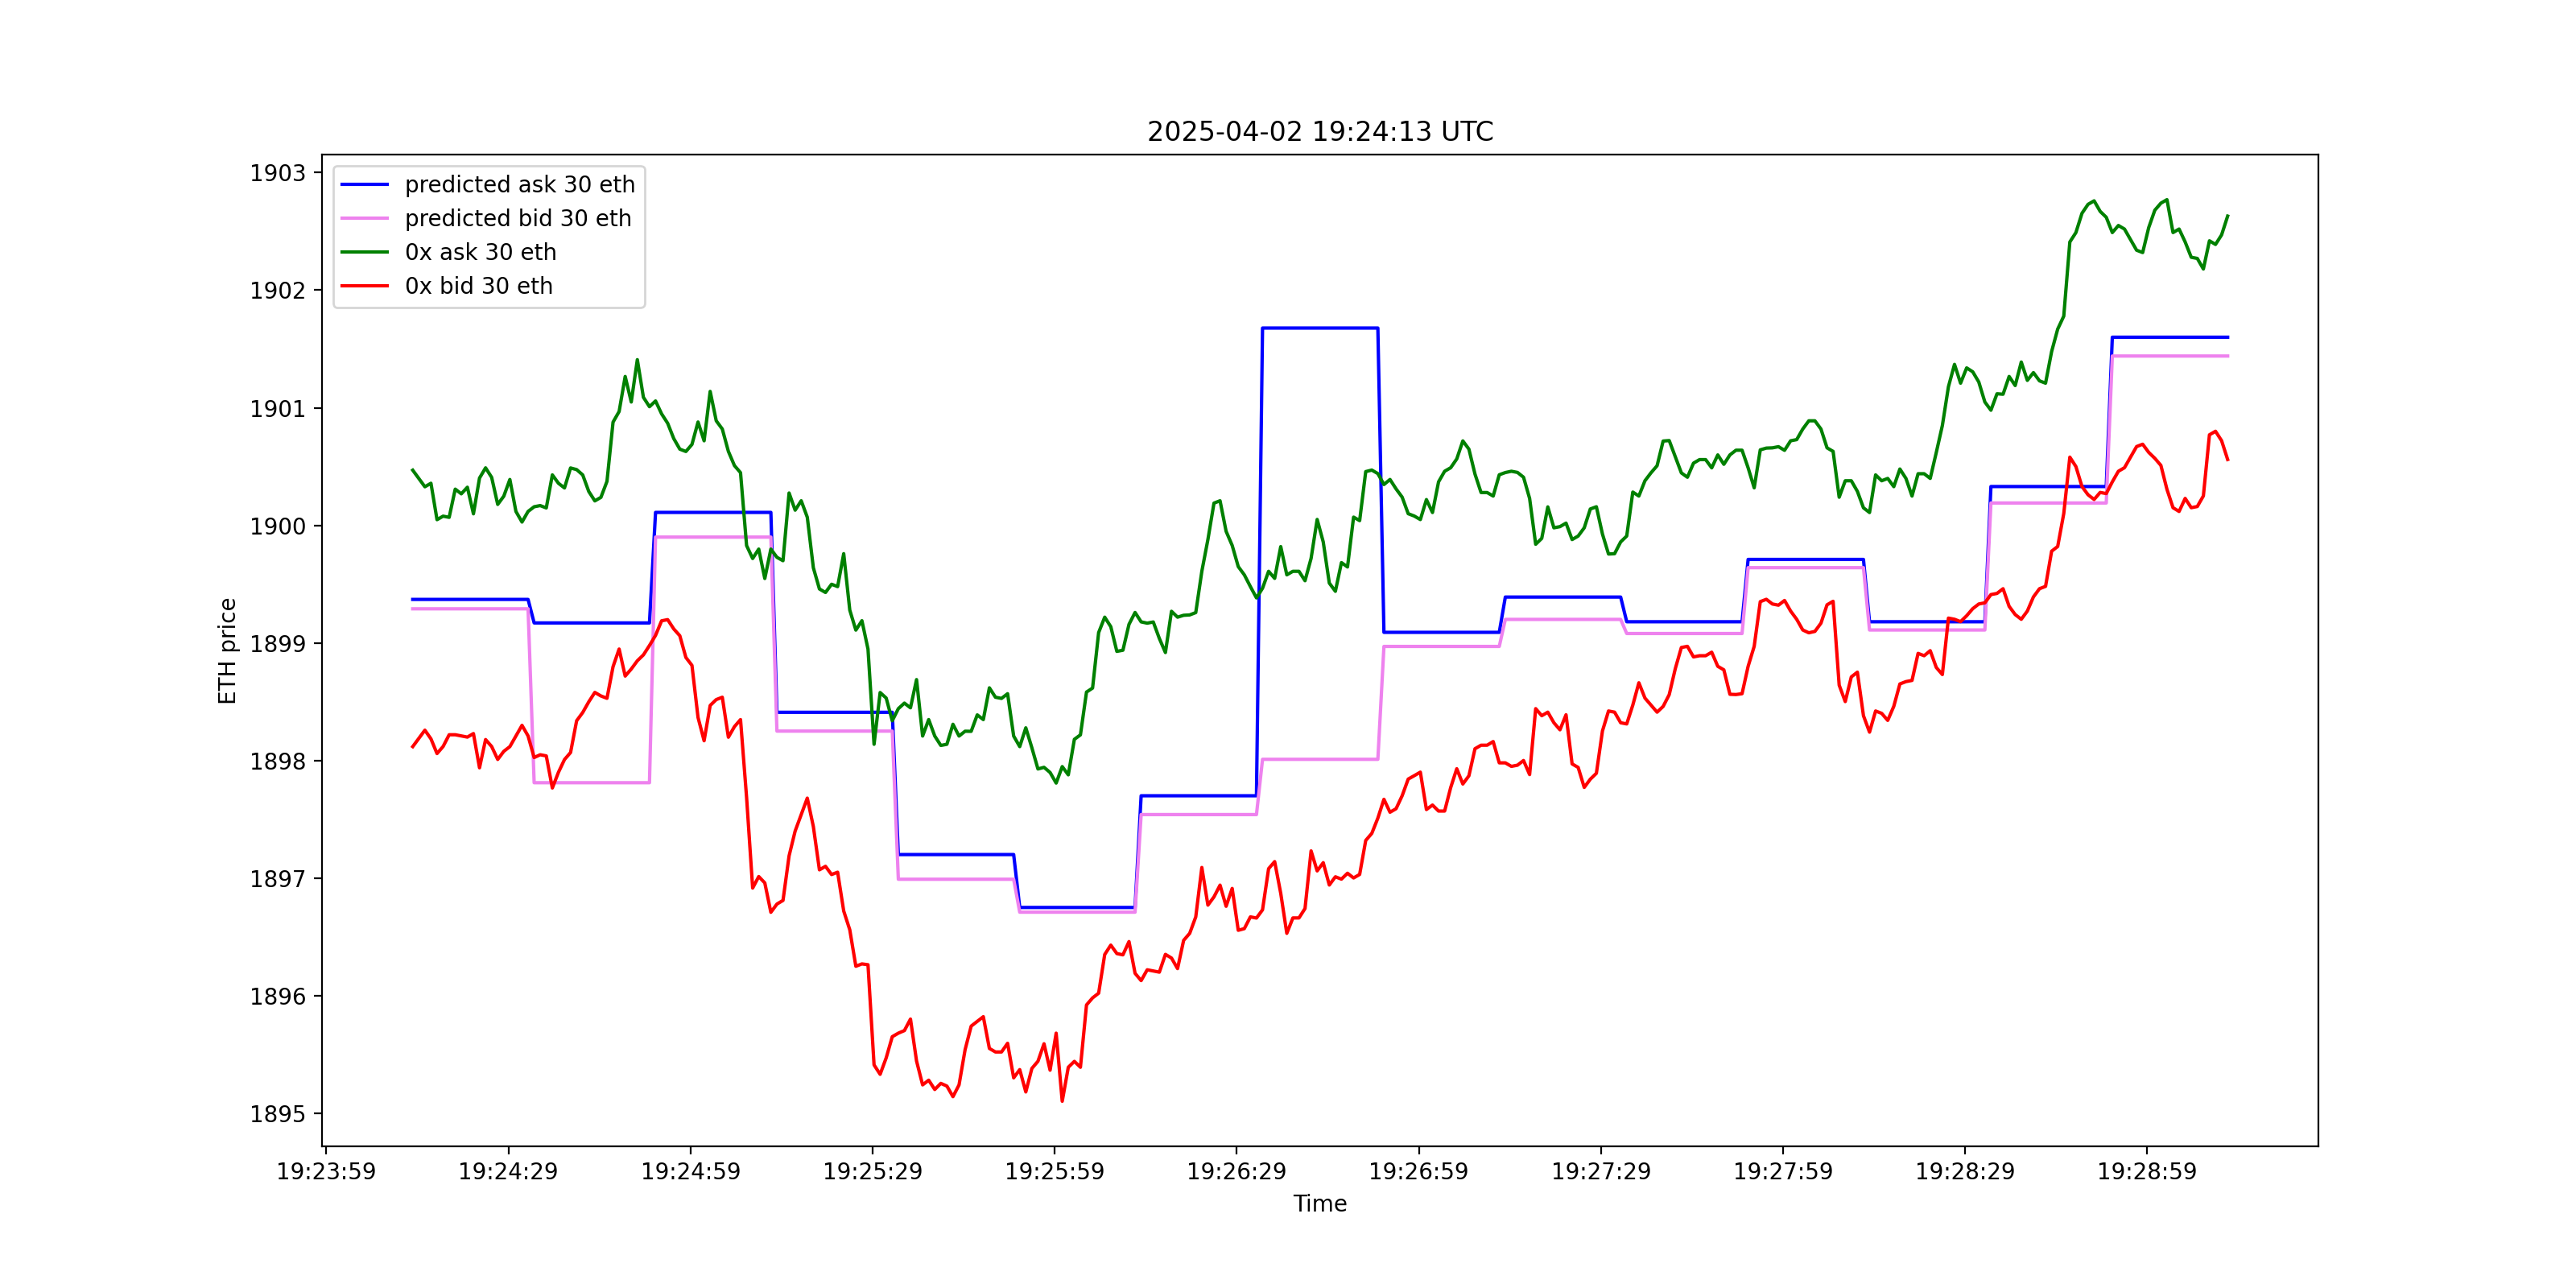 2025-04-02 19:24:13 UTC
predicted ask 30 eth
predicted bid 30 eth
0x ask 30 eth
0x bid 30 eth
ETH price
1903
1902
1901
1900
1899
1898
1897
1896
1895
19:23:59 19:24:29 19:24:59 19:25:29 19:25:59 19:26:29 19:26:59 19:27:29 19:27:59 19:28:29 19:28:59
Time